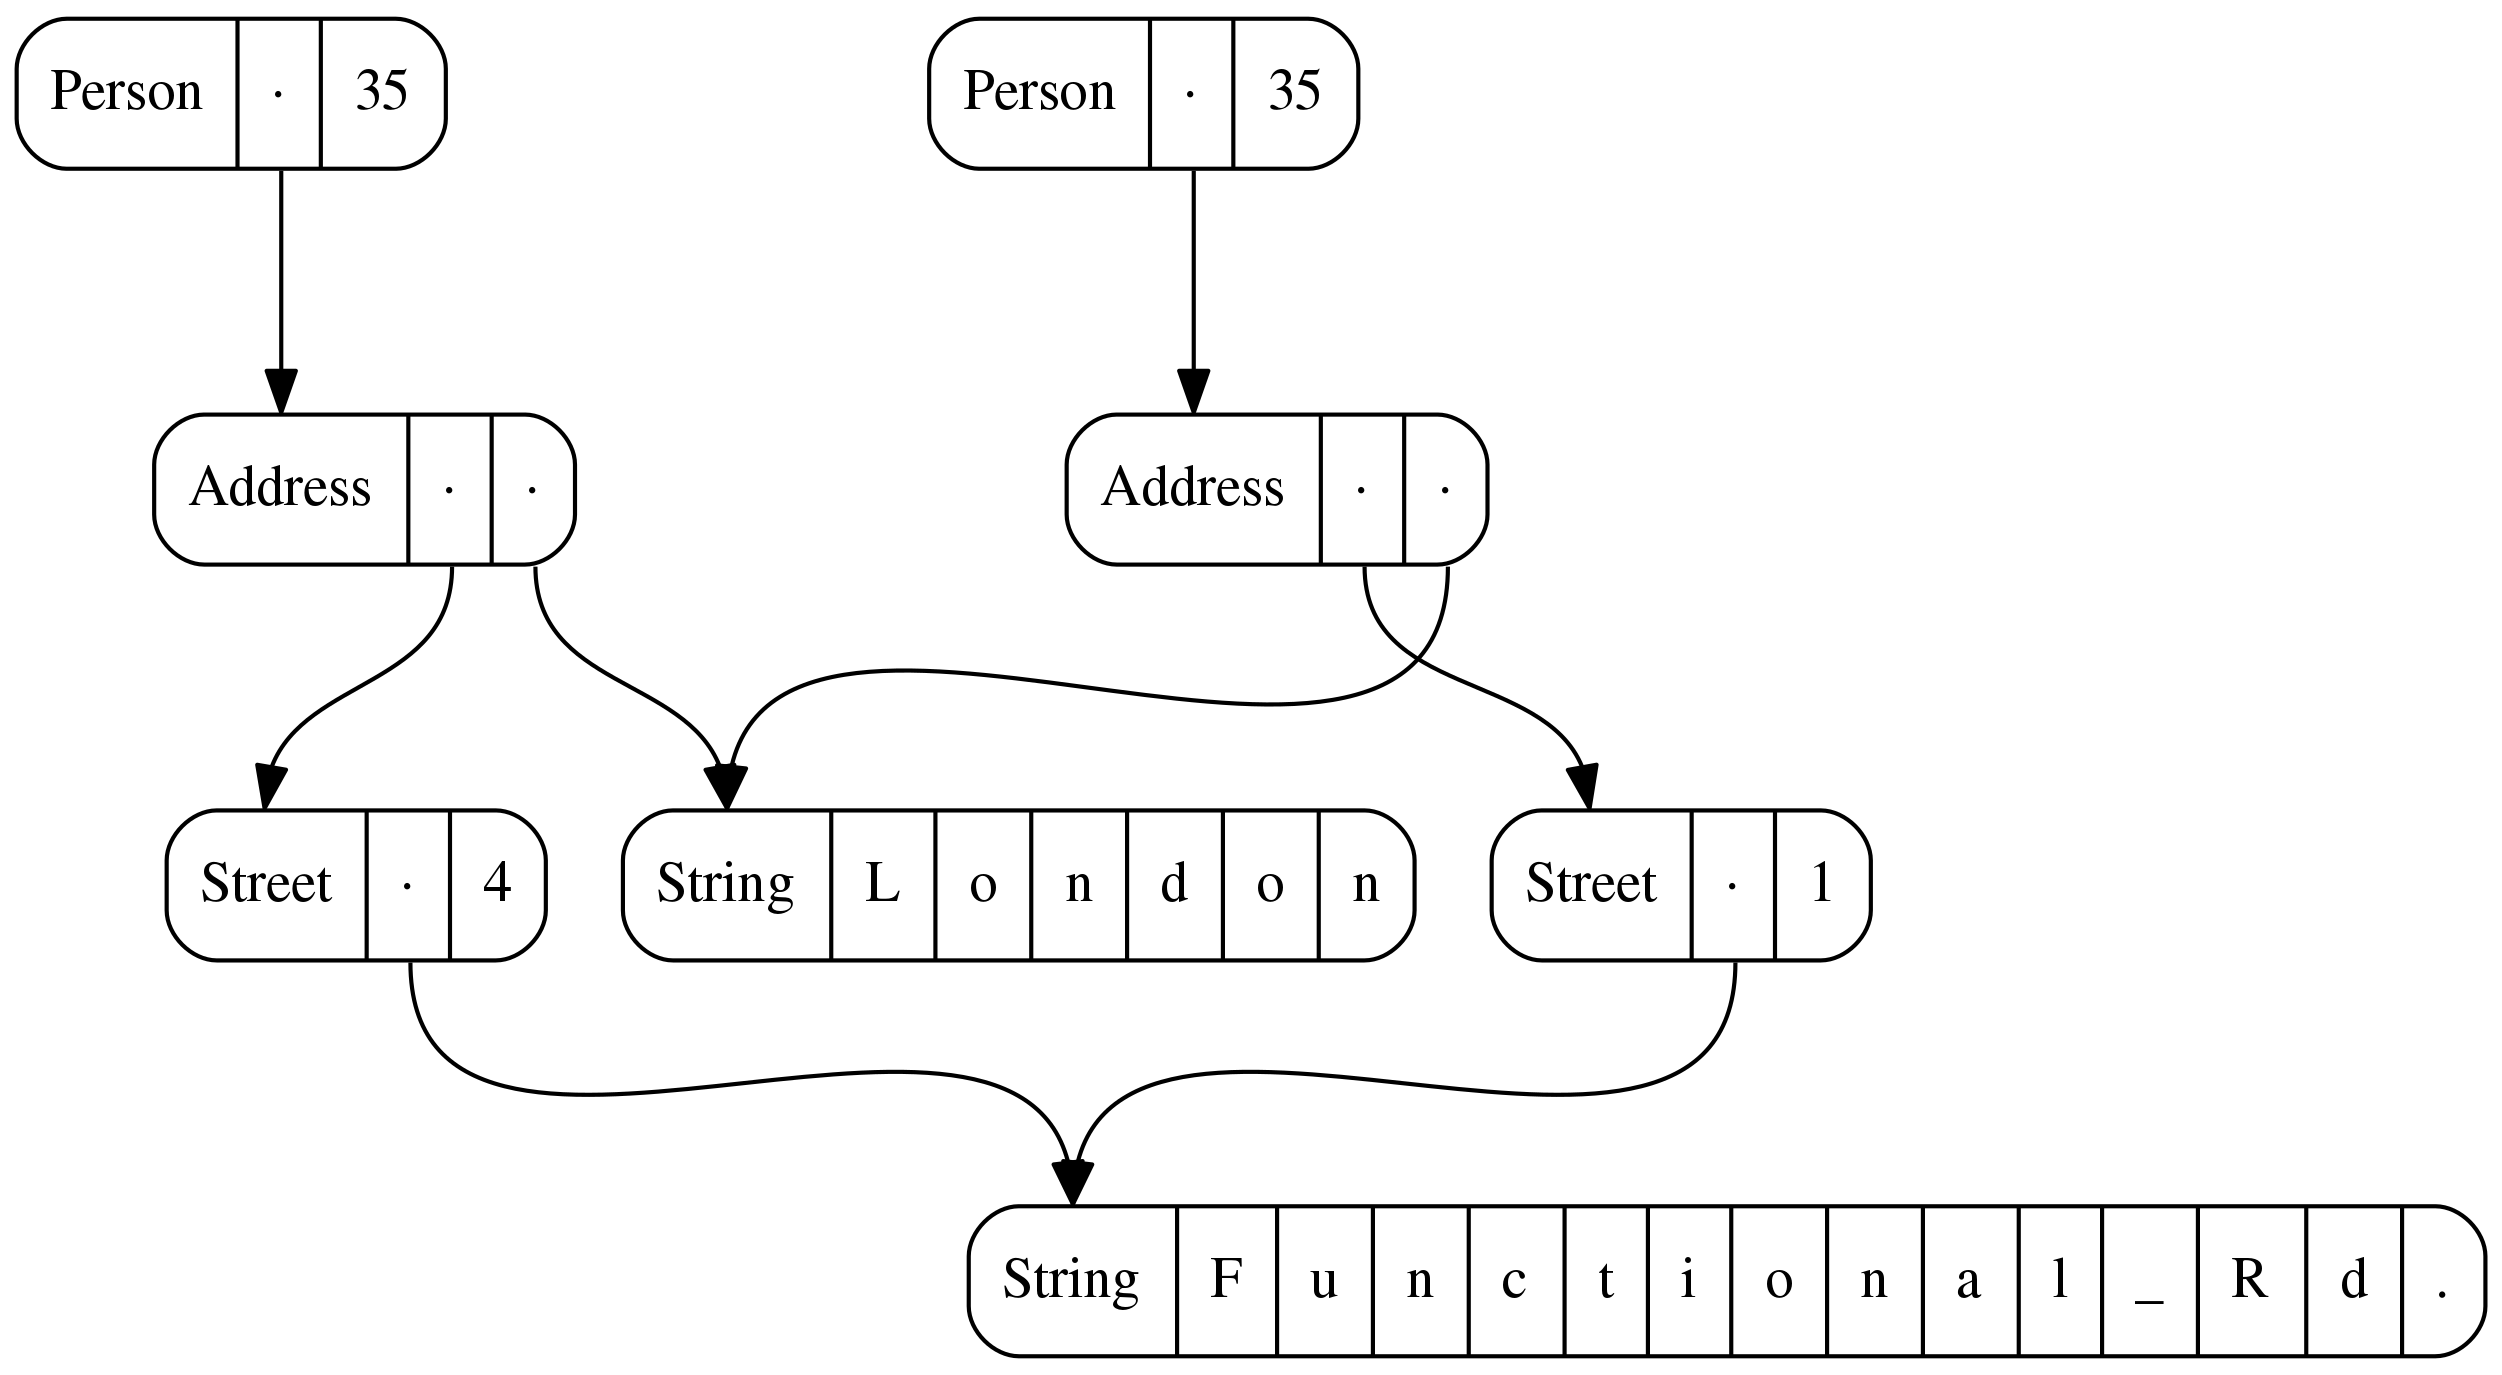 Person · 35 Person · 35
Address · · Address · ·
Street · 4 String L o n d o n Street · 1
String F u n c t i o n a l _ R d .